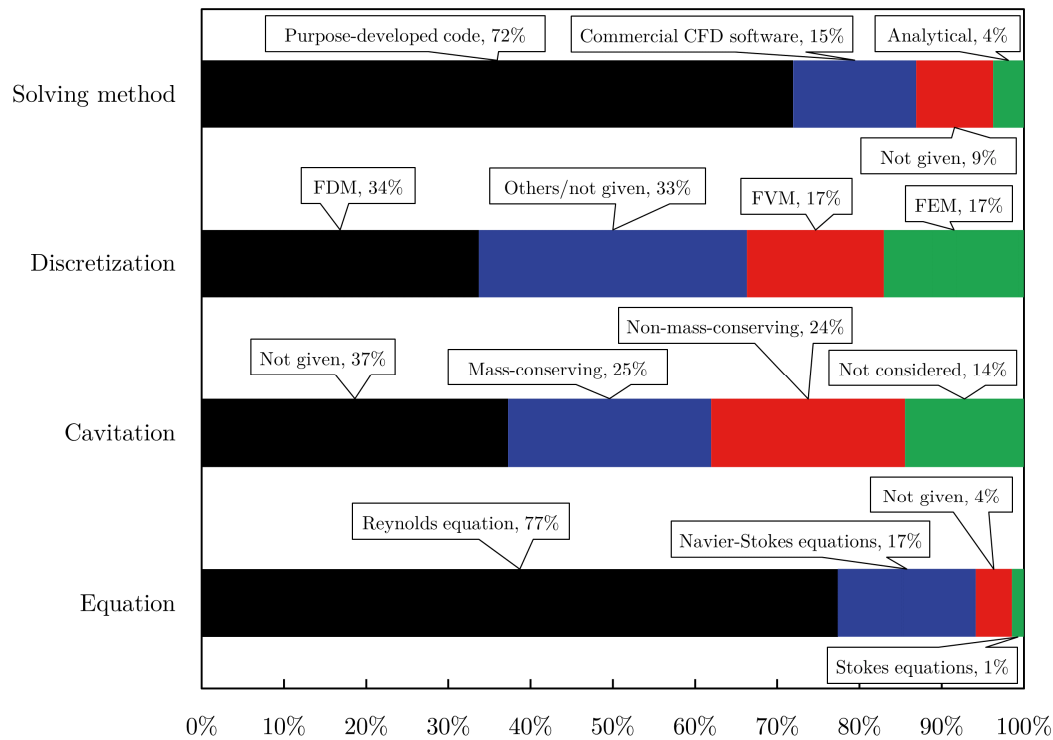 Purpose-developed code, 72%
Commercial CFD software, 15%
Analytical, 4%
Solving method
Not given, 9%
FDM, 34%
Others/not given, 33%
FVM, 17%
FEM, 17%
Discretization
Non-mass-conserving, 24%
Not given, 37%
Mass-conserving, 25%
Not considered, 14%
Cavitation
Not given, 4%
Reynolds equation, 77%
Navier-Stokes equations, 17%
Equation
Stokes equations, 1%
0% 10% 20% 30% 40% 50% 60% 70% 80% 90% 100%